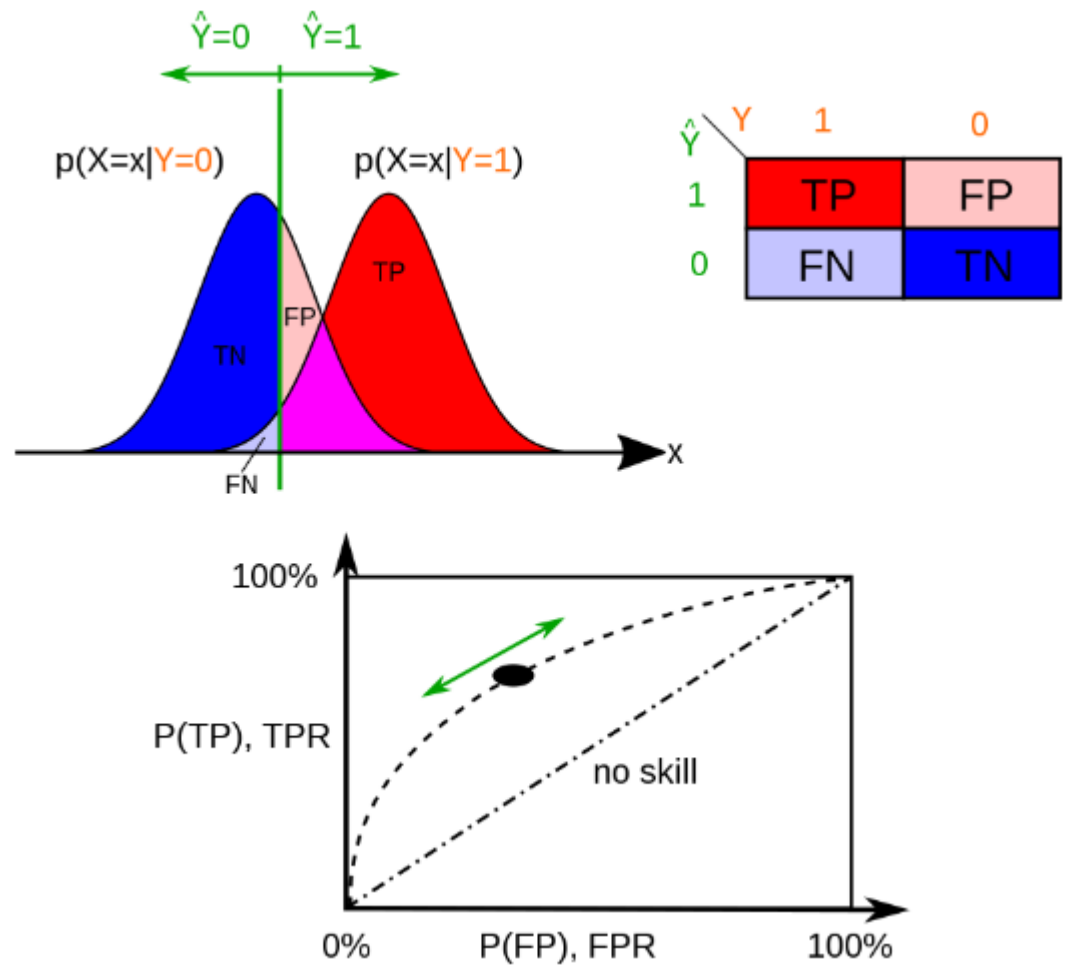 Ŷ=0 Ŷ=1
p(X=x|Y=0) p(X=x|Y=1)
TP
FP
TN
FN
x
Y 1 0
Ŷ
1 TP FP
0 FN TN
100%
P(TP), TPR
no skill
0% P(FP), FPR 100%